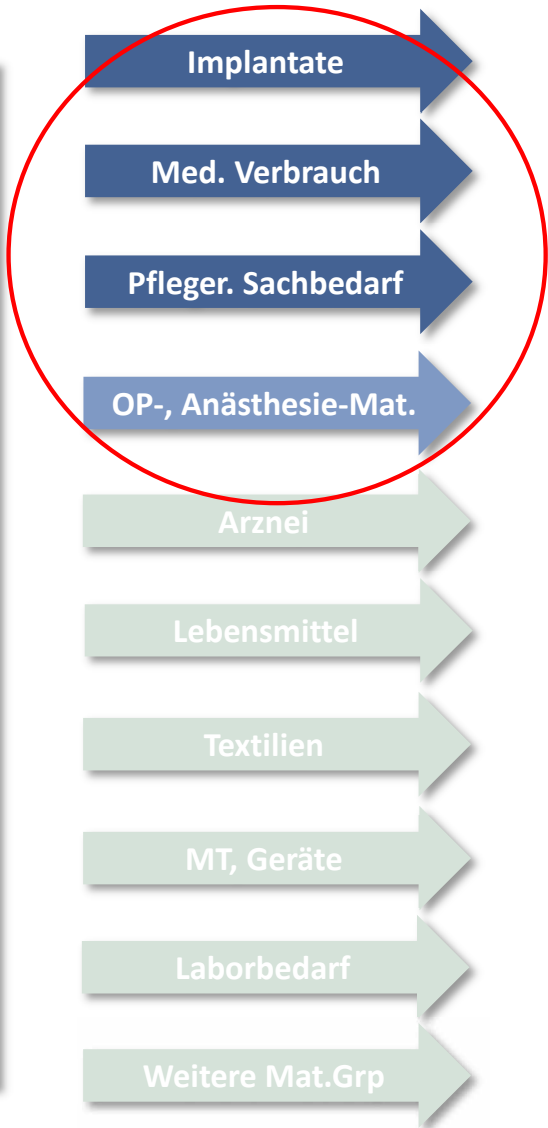 Implantate
Med. Verbrauch
Pfleger. Sachbedarf
OP-, Anästhesie-Mat.
Arznei
Lebensmittel
Textilien
MT, Geräte
Laborbedarf
Weitere Mat.Grp